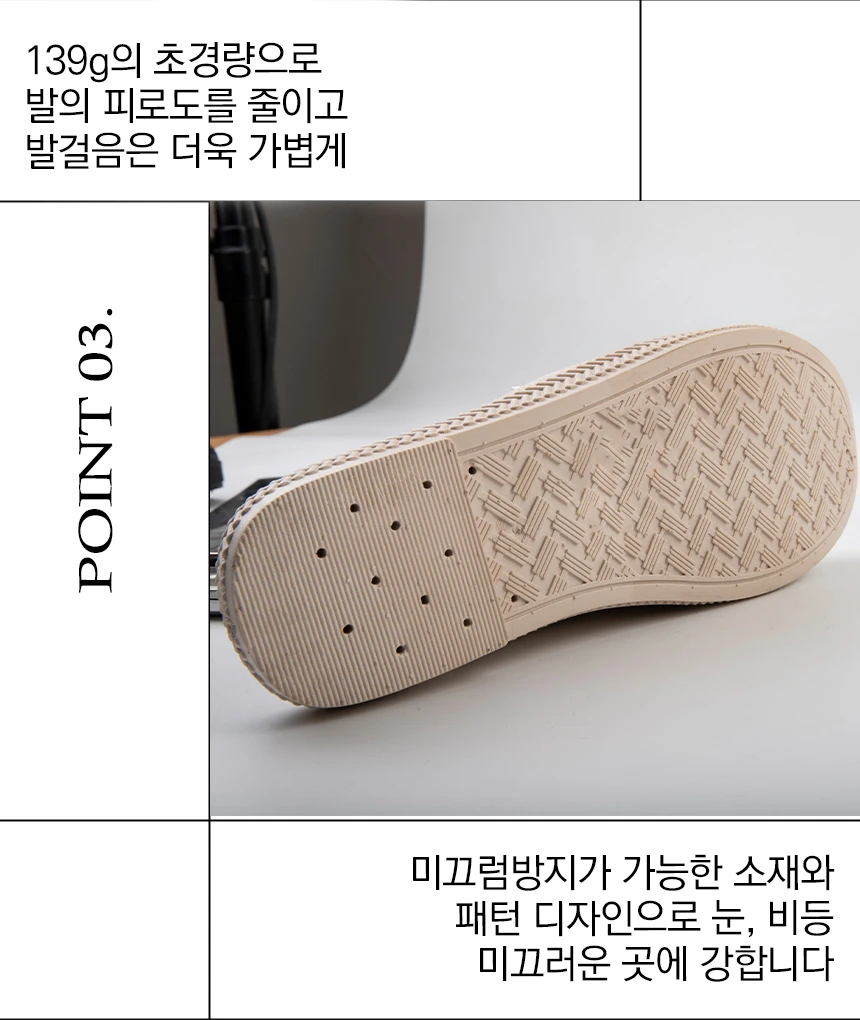 139g의 초경량으로
발의 피로도를 줄이고
발걸음은 더욱 가볍게
POINT 03.
미끄럼방지가 가능한 소재와
패턴 디자인으로 눈, 비등
미끄러운 곳에 강합니다